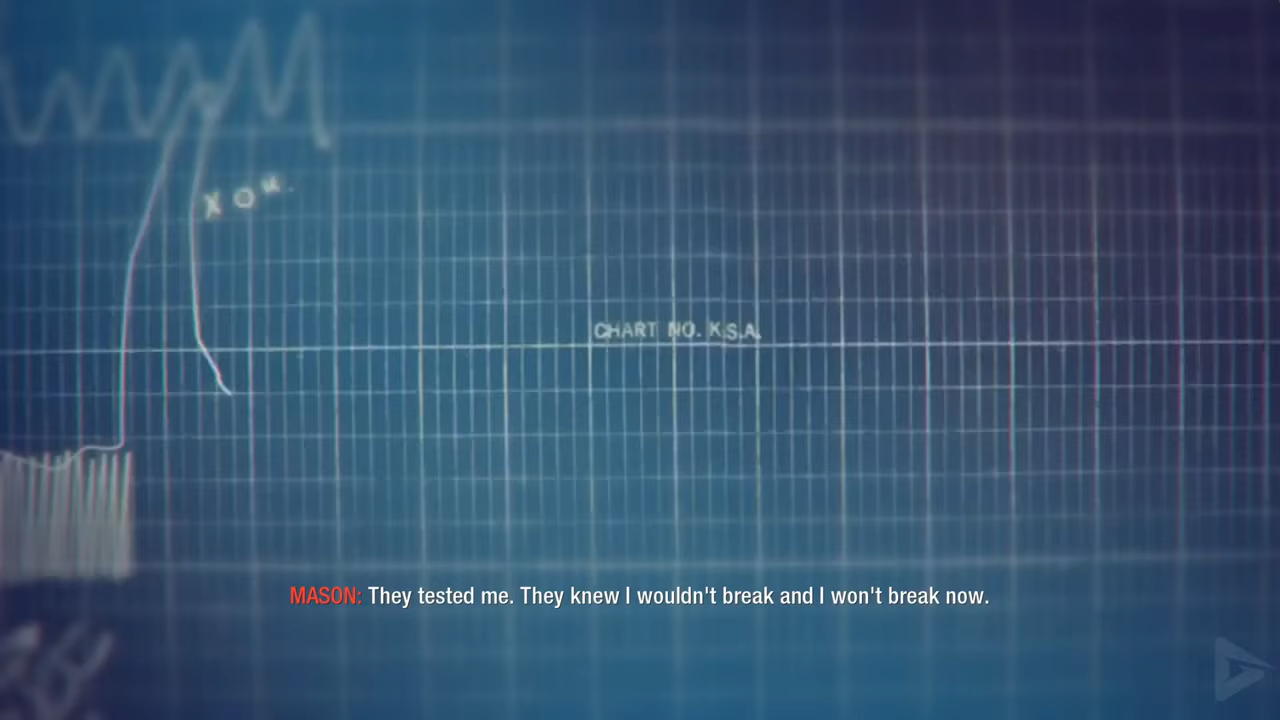 CHART NO. K.S.A.
MASON: They tested me. They knew I wouldn't break and I won't break now.